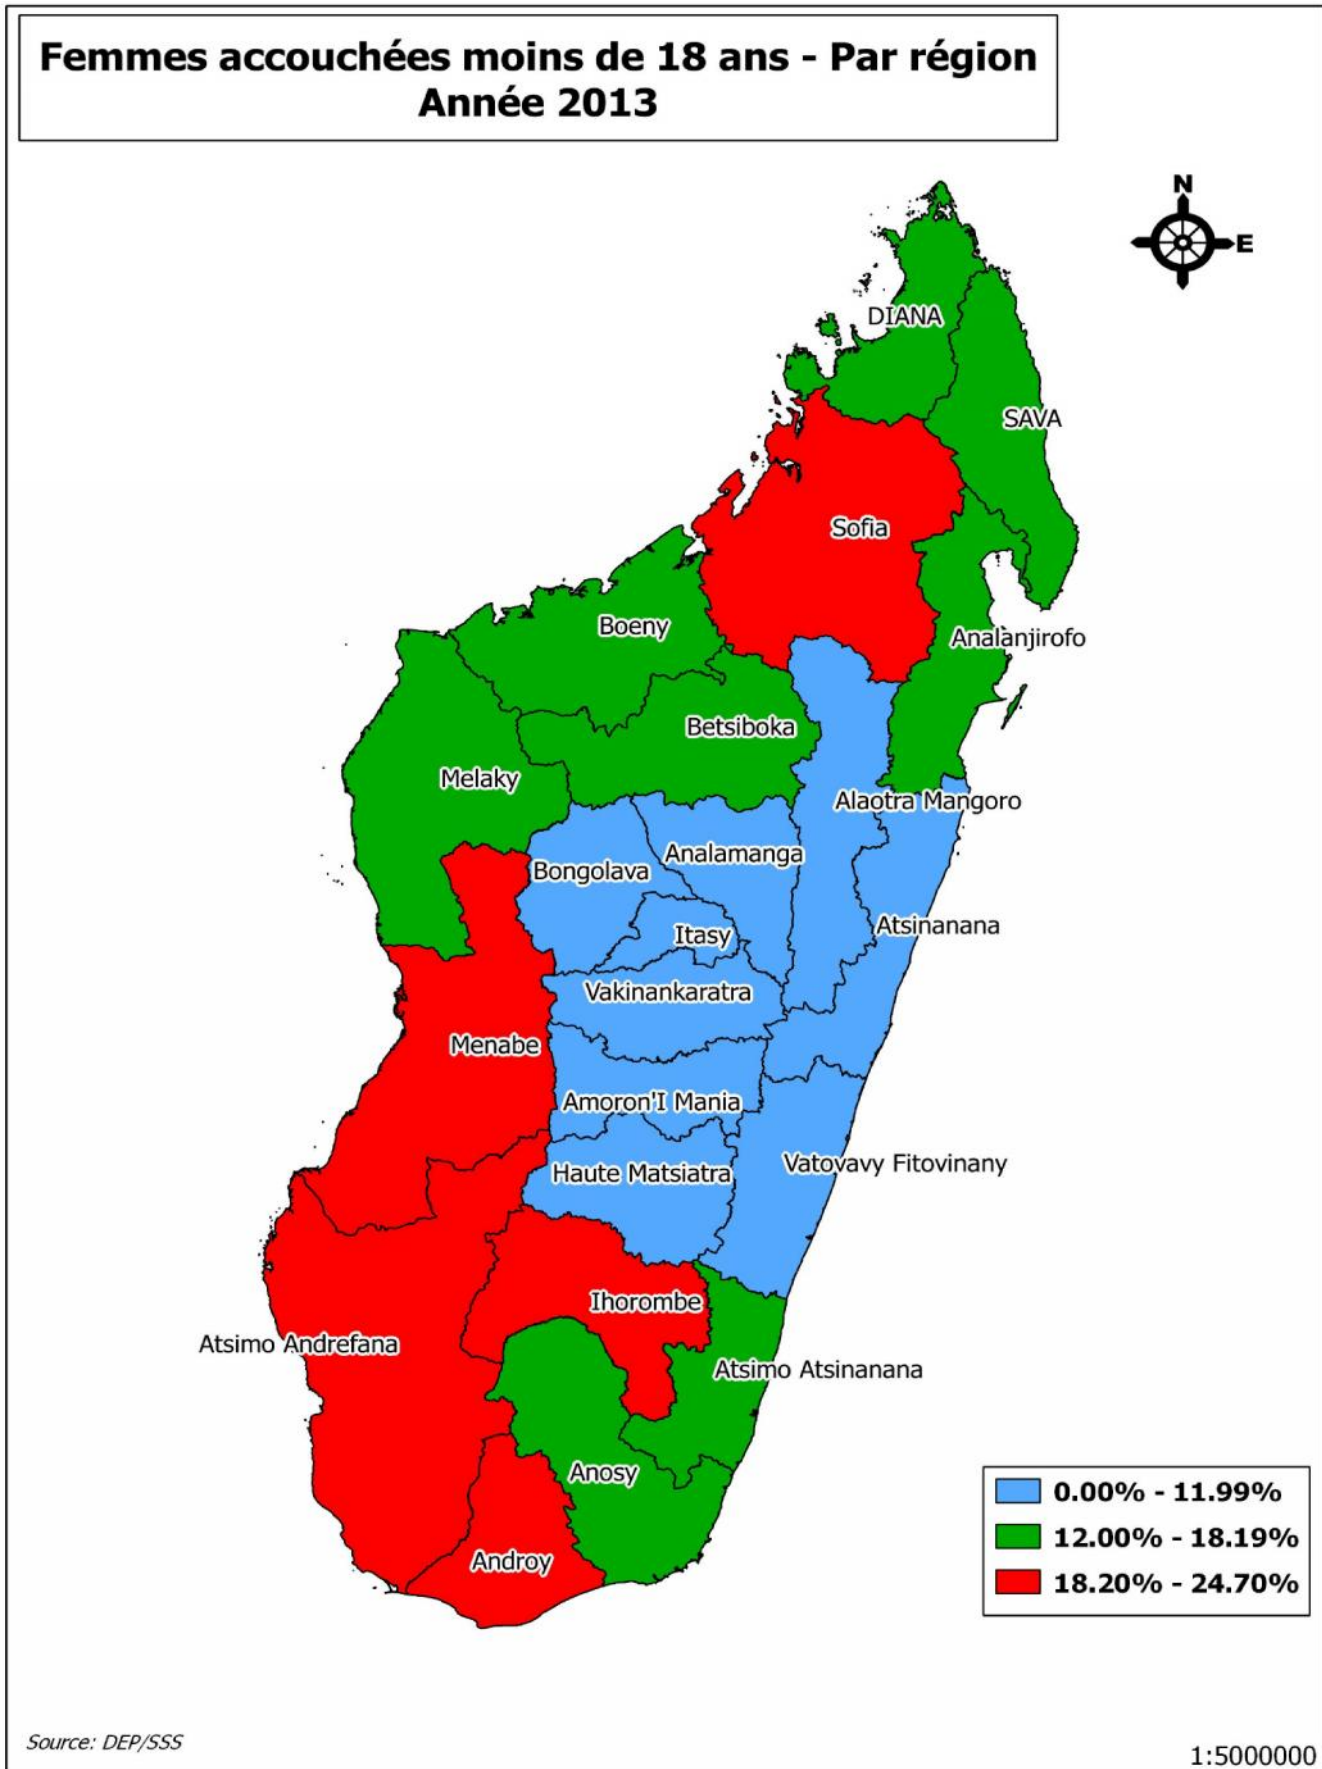 Femmes accouchées moins de 18 ans - Par région
Année 2013
N
E
DIANA
SAVA
Sofia
Boeny
Analanjirofo
Betsiboka
Melaky
Alaotra Mangoro
Analamanga
Bongolava
Atsinanana
Itasy
Vakinankaratra
Menabe
Amoron'I Mania
Vatovavy Fitovinany
Haute Matsiatra
Ihorombe
Atsimo Andrefana
Atsimo Atsinanana
Anosy
Androy
0.00% - 11.99%
12.00% - 18.19%
18.20% - 24.70%
Source: DEP/SSS
1:5000000